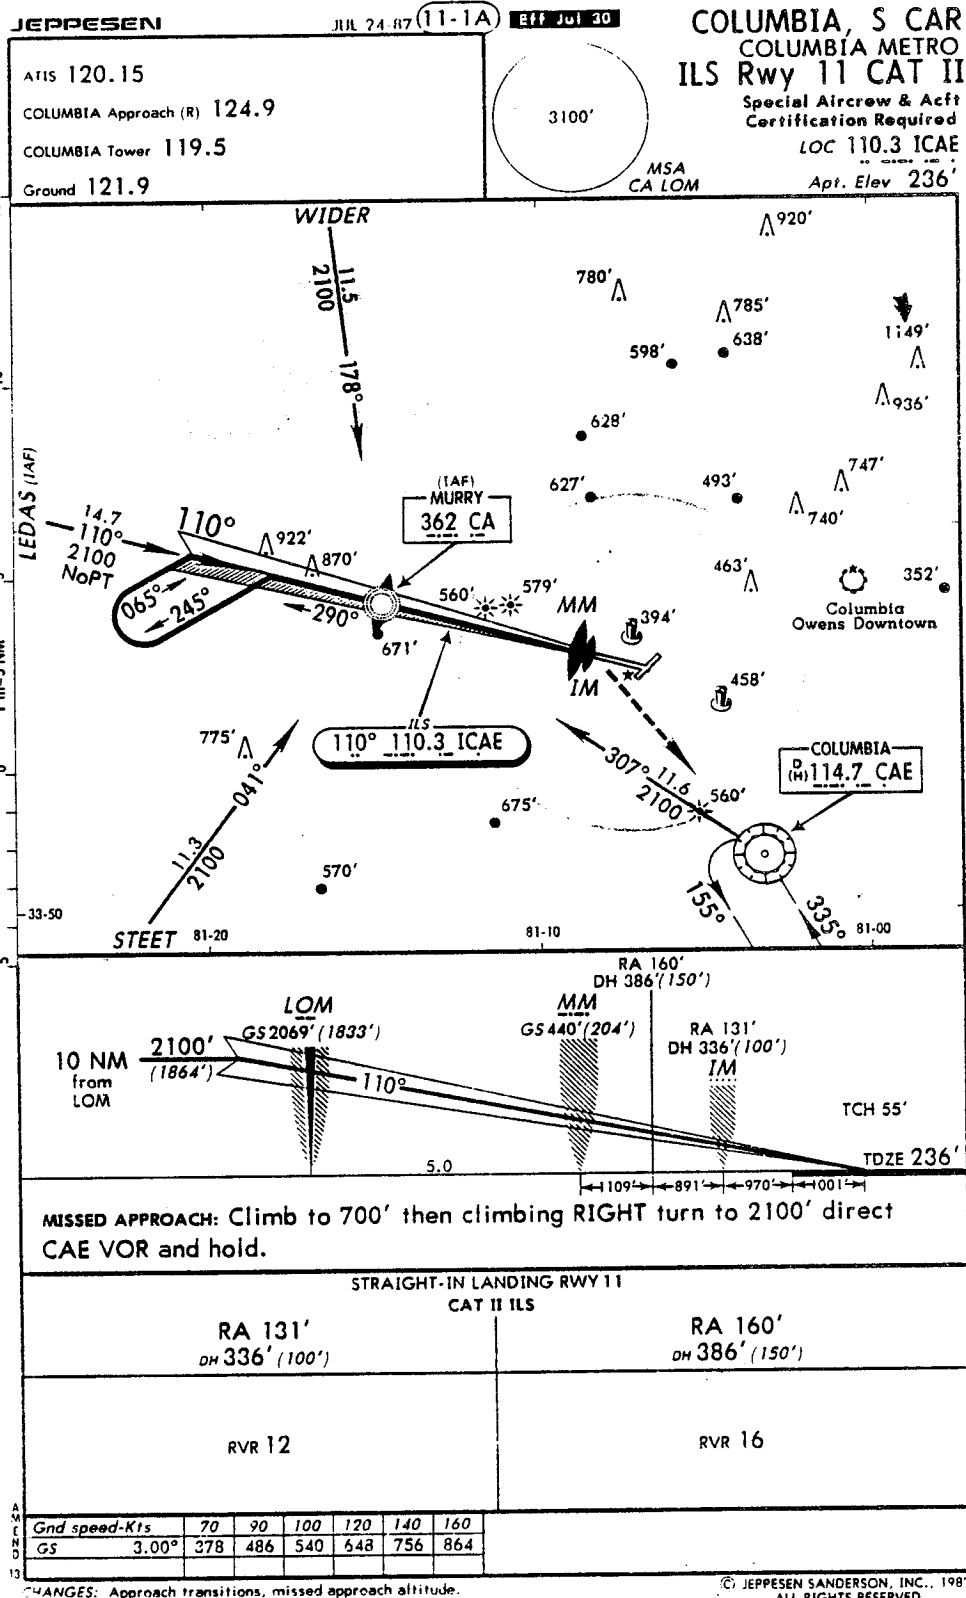 JEPPESEN
JUL 24-87 (11-1A) Eff Jul 30
COLUMBIA, S CAR
COLUMBIA METRO
ILS Rwy 11 CAT II
Special Aircrew & Acft
Certification Required
LOC 110.3 ICAE
Apt. Elev 236'
ATIS 120.15
COLUMBIA Approach (R) 124.9
COLUMBIA Tower 119.5
Ground 121.9
3100'
MSA
CA LOM
WIDER
11.5
2100
178°
920'
780'
785'
638'
598'
1149'
936'
628'
627'
493'
747'
740'
LEDAS (IAF)
14.7
110°
2100
NoPT
110°
922'
870'
(IAF)
MURRY
362 CA
560'
579'
463'
352'
Columbia
Owens Downtown
065°
245°
290°
671'
MM
IM
394'
458'
ILS
110° 110.3 ICAE
775'
041°
11.3
2100
STEET
675'
570'
307°
11.6
2100
560'
COLUMBIA
D
(H) 114.7 CAE
155°
335°
33-50
81-20
81-10
81-00
RA 160'
DH 386'(150')
LOM
GS 2069'(1833')
MM
GS 440'(204')
RA 131'
DH 336'(100')
IM
10 NM
from
LOM
2100'
(1864')
110°
TCH 55'
TDZE 236'
5.0
1109' 891' 970' 1001'
MISSED APPROACH: Climb to 700' then climbing RIGHT turn to 2100' direct
CAE VOR and hold.
STRAIGHT-IN LANDING RWY 11
CAT II ILS
RA 131'
DH 336' (100')
RA 160'
DH 386' (150')
RVR 12
RVR 16
AMEND 13
Gnd speed-Kts 70 90 100 120 140 160
GS 3.00° 378 486 540 648 756 864
CHANGES: Approach transitions, missed approach altitude.
© JEPPESEN SANDERSON, INC., 198
ALL RIGHTS RESERVED